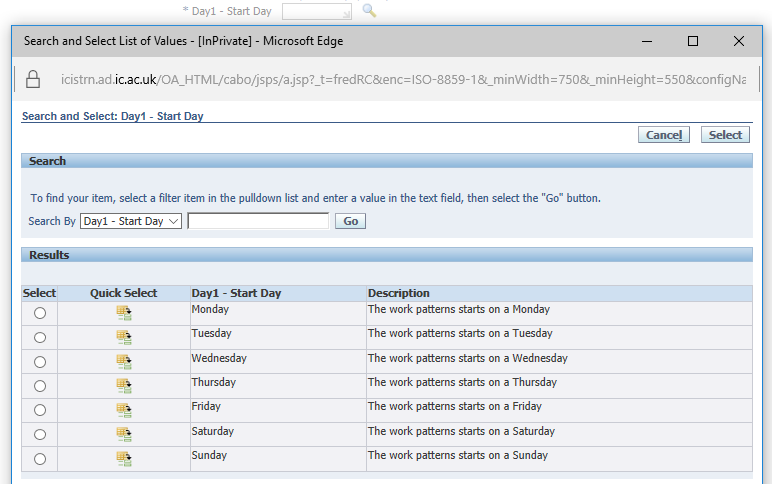 * Day1 - Start Day
Search and Select List of Values - [InPrivate] - Microsoft Edge
icistrn.ad.ic.ac.uk/OA_HTML/cabo/jsps/a.jsp?_t=fredRC&enc=ISO-8859-1&_minWidth=750&_minHeight=550&configNa
Search and Select: Day1 - Start Day
Cancel Select
Search
To find your item, select a filter item in the pulldown list and enter a value in the text field, then select the "Go" button.
Search By Day1 - Start Day Go
Results
Select Quick Select Day1 - Start Day Description
Monday The work patterns starts on a Monday
Tuesday The work patterns starts on a Tuesday
Wednesday The work patterns starts on a Wednesday
Thursday The work patterns starts on a Thursday
Friday The work patterns starts on a Friday
Saturday The work patterns starts on a Saturday
Sunday The work patterns starts on a Sunday